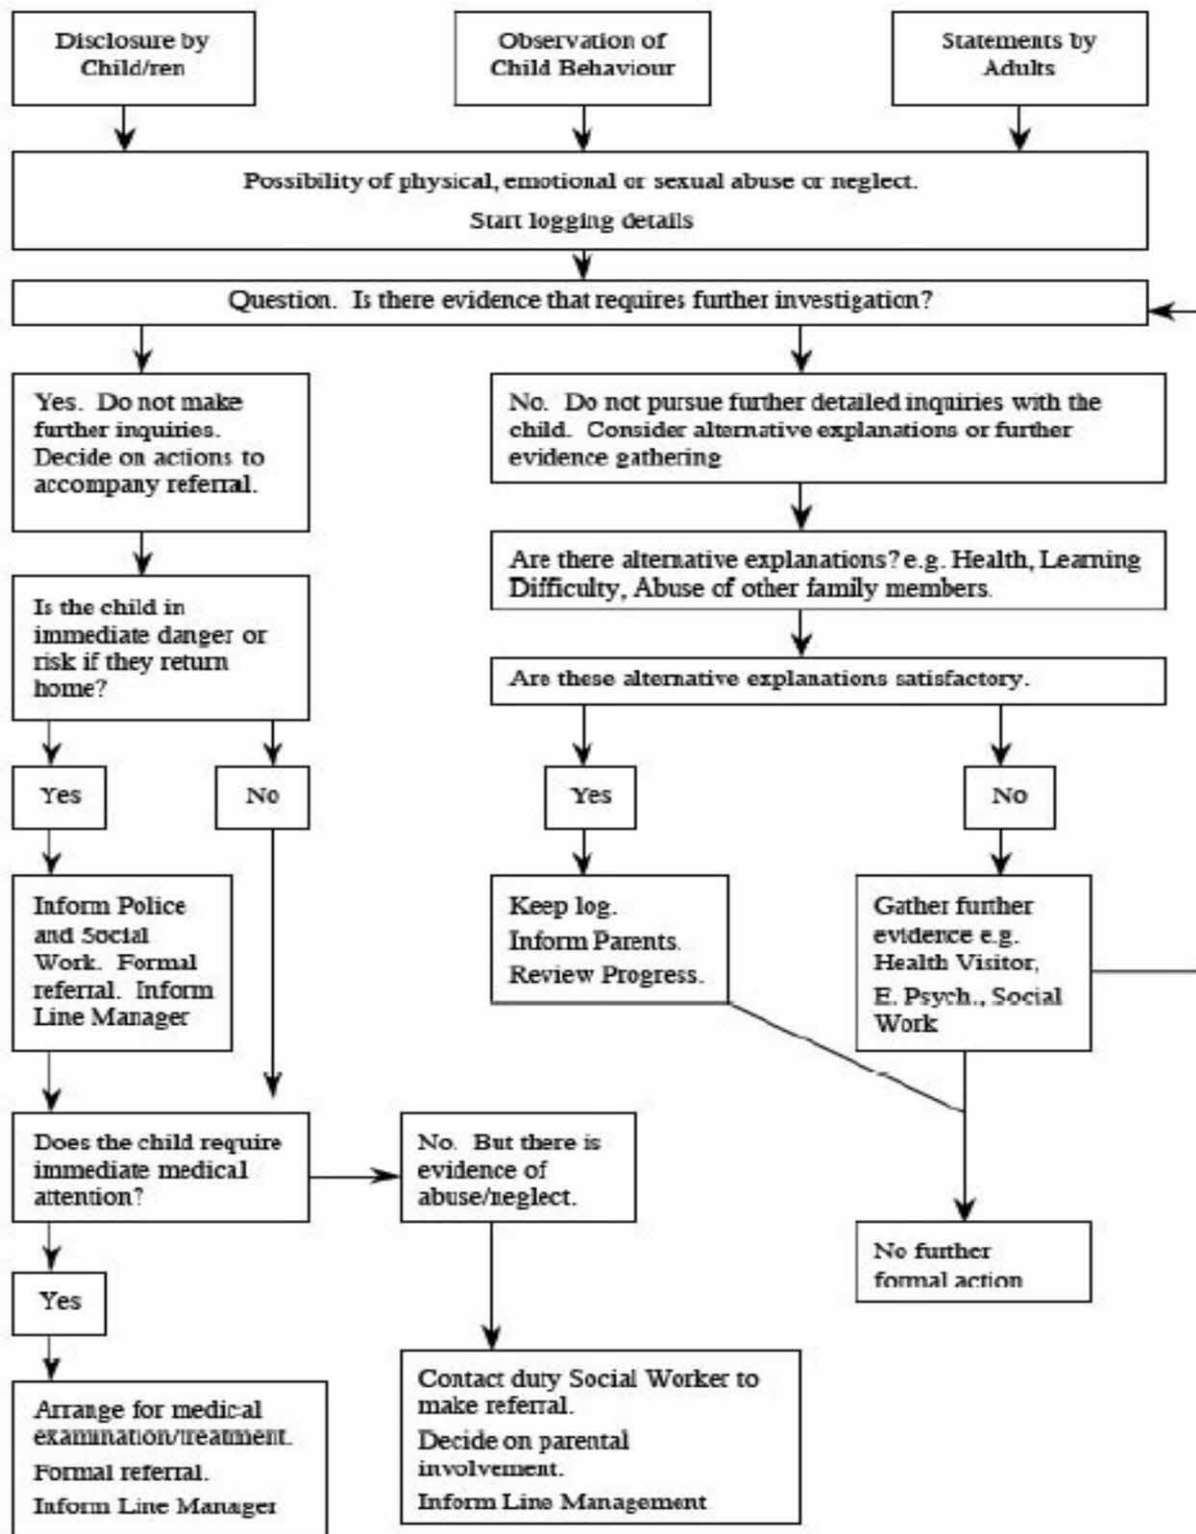 Disclosure by
Child/ren
Observation of
Child Behaviour
Statements by
Adults
Possibility of physical, emotional or sexual abuse or neglect.
Start logging details
Question. Is there evidence that requires further investigation?
Yes. Do not make
further inquiries.
Decide on actions to
accompany referral.
No. Do not pursue further detailed inquiries with the
child. Consider alternative explanations or further
evidence gathering
Are there alternative explanations? e.g. Health, Learning
Difficulty, Abuse of other family members.
Is the child in
immediate danger or
risk if they return
home?
Are these alternative explanations satisfactory.
Yes
No
Yes
No
Inform Police
and Social
Work. Formal
referral. Inform
Line Manager
Keep log.
Inform Parents.
Review Progress.
Gather further
evidence e.g.
Health Visitor,
E. Psych., Social
Work
Does the child require
immediate medical
attention?
No. But there is
evidence of
abuse/neglect.
No further
formal action
Yes
Arrange for medical
examination/treatment.
Formal referral.
Inform Line Manager
Contact duty Social Worker to
make referral.
Decide on parental
involvement.
Inform Line Management